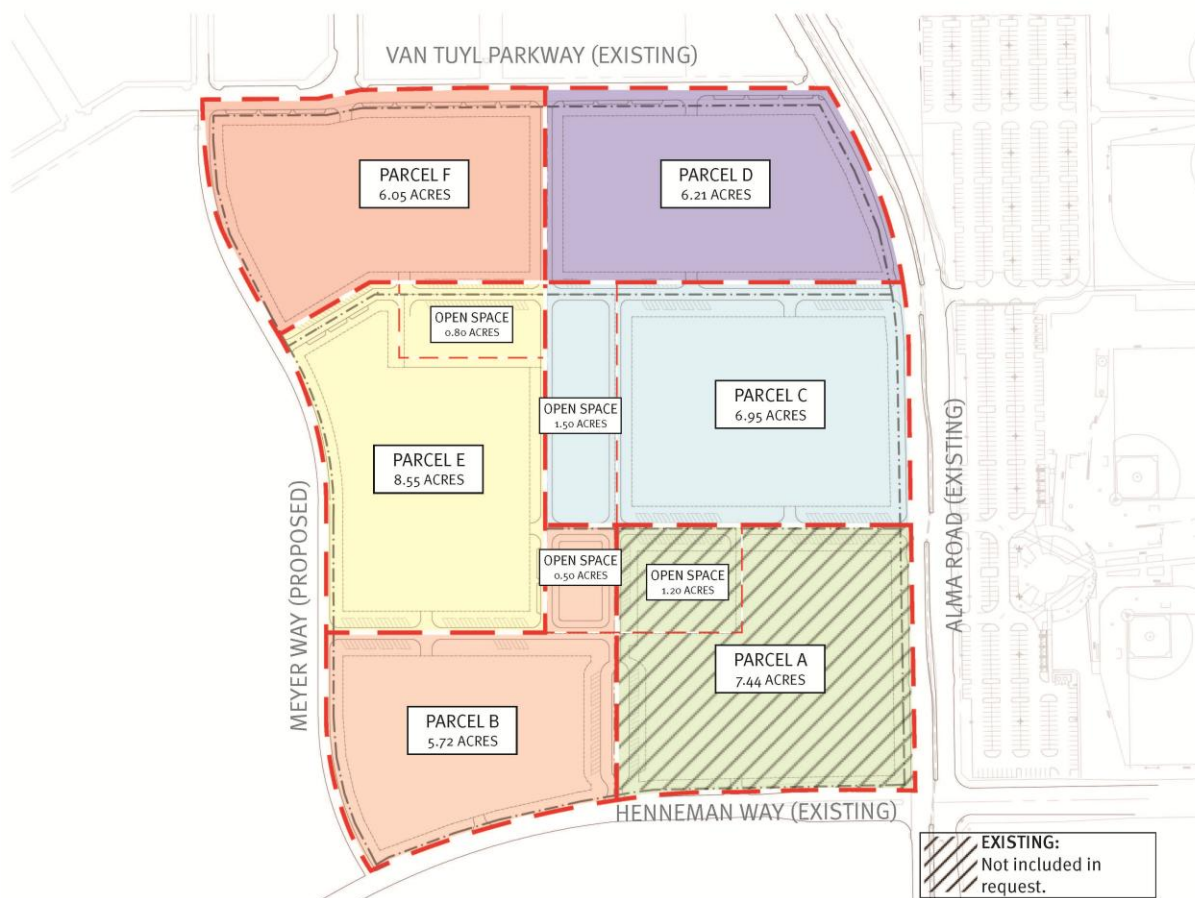 VAN TUYL PARKWAY (EXISTING)
PARCEL F
6.05 ACRES
PARCEL D
6.21 ACRES
OPEN SPACE
0.80 ACRES
OPEN SPACE
1.50 ACRES
PARCEL C
6.95 ACRES
PARCEL E
8.55 ACRES
MEYER WAY (PROPOSED)
ALMA ROAD (EXISTING)
OPEN SPACE
0.50 ACRES
OPEN SPACE
1.20 ACRES
PARCEL A
7.44 ACRES
PARCEL B
5.72 ACRES
HENNEMAN WAY (EXISTING)
EXISTING:
Not included in
request.